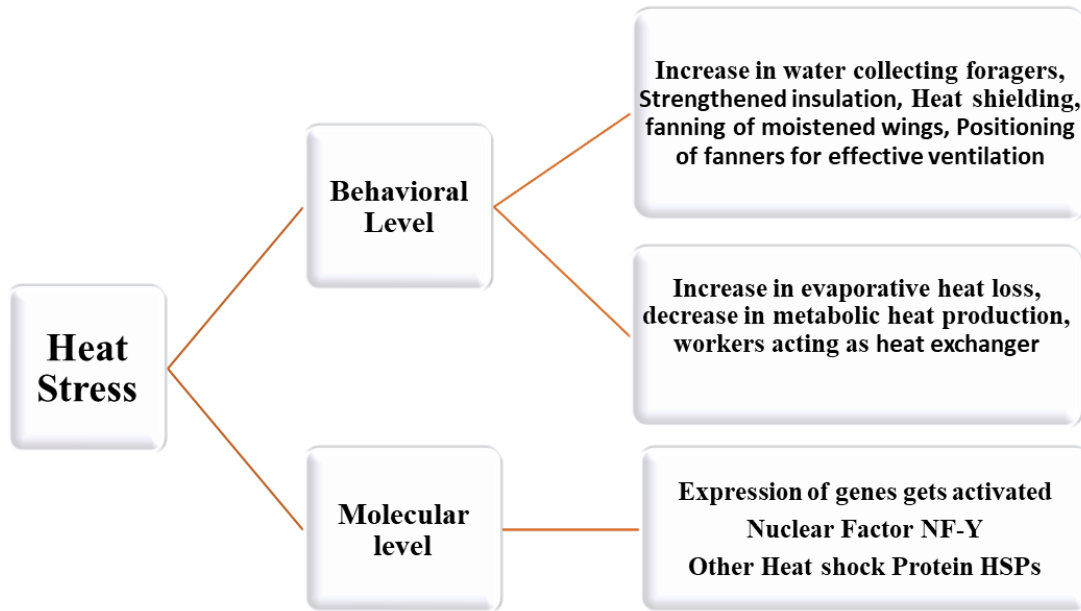 Heat
Stress
Behavioral
Level
Increase in water collecting foragers,
Strengthened insulation, Heat shielding,
fanning of moistened wings, Positioning
of fanners for effective ventilation
Increase in evaporative heat loss,
decrease in metabolic heat production,
workers acting as heat exchanger
Molecular
level
Expression of genes gets activated
Nuclear Factor NF-Y
Other Heat shock Protein HSPs